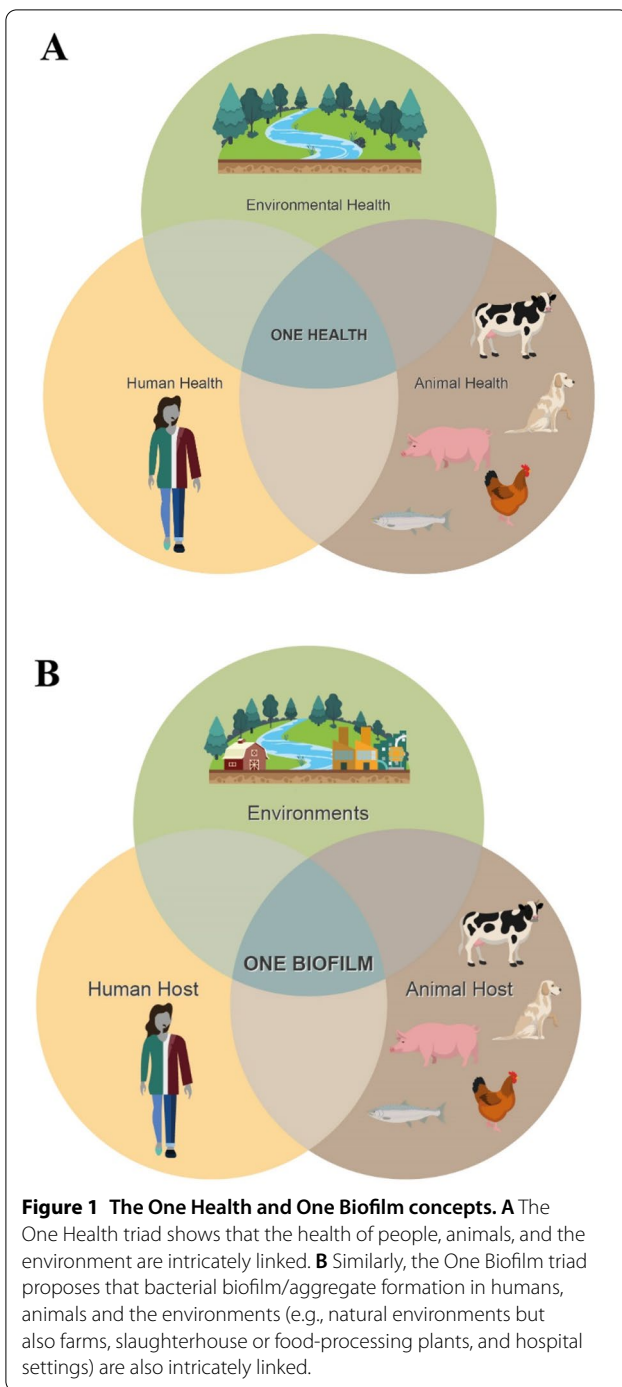 A
Environmental Health
ONE HEALTH
Human Health
Animal Health
B
Environments
ONE BIOFILM
Human Host
Animal Host
Figure 1 The One Health and One Biofilm concepts. A The
One Health triad shows that the health of people, animals, and the
environment are intricately linked. B Similarly, the One Biofilm triad
proposes that bacterial biofilm/aggregate formation in humans,
animals and the environments (e.g., natural environments but
also farms, slaughterhouse or food-processing plants, and hospital
settings) are also intricately linked.